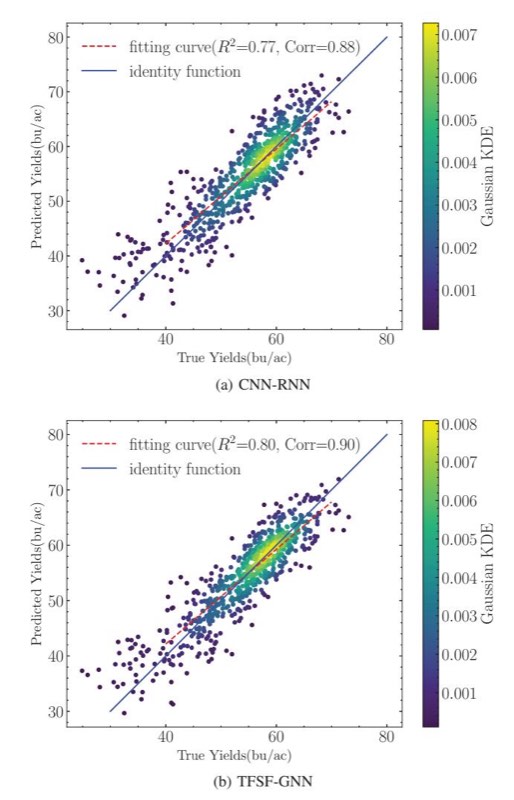 fitting curve(R²=0.77, Corr=0.88)
identity function
80
70
60
50
40
30
Predicted Yields(bu/ac)
40
60
80
True Yields(bu/ac)
0.007
0.006
0.005
0.004
0.003
0.002
0.001
Gaussian KDE
(a) CNN-RNN
fitting curve(R²=0.80, Corr=0.90)
identity function
80
70
60
50
40
30
Predicted Yields(bu/ac)
40
60
80
True Yields(bu/ac)
0.008
0.007
0.006
0.005
0.004
0.003
0.002
0.001
Gaussian KDE
(b) TFSF-GNN